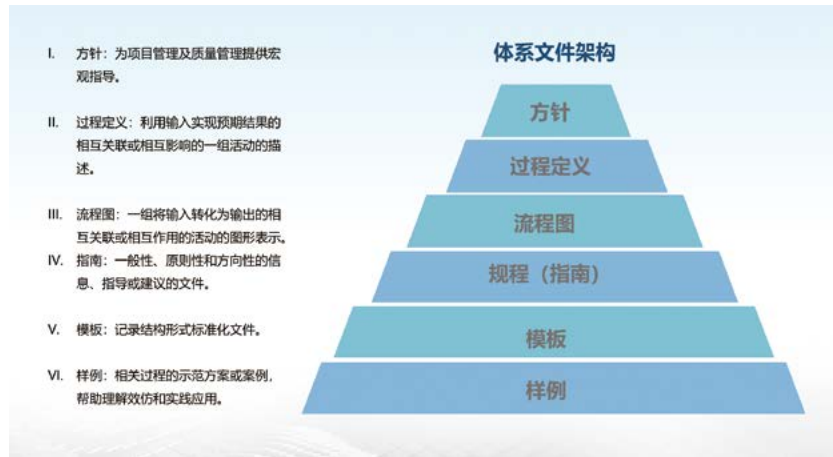 I. 方针：为项目管理及质量管理提供宏
观指导。
II. 过程定义：利用输入实现预期结果的
相互关联或相互影响的一组活动的描
述。
III. 流程图：一组将输入转化为输出的相
互关联或相互作用的活动的图形表示。
IV. 指南：一般性、原则性和方向性的信
息、指导或建议的文件。
V. 模板：记录结构形式标准化文件。
VI. 样例：相关过程的示范方案或案例，
帮助理解效仿和实践应用。
体系文件架构
方针
过程定义
流程图
规程（指南）
模板
样例